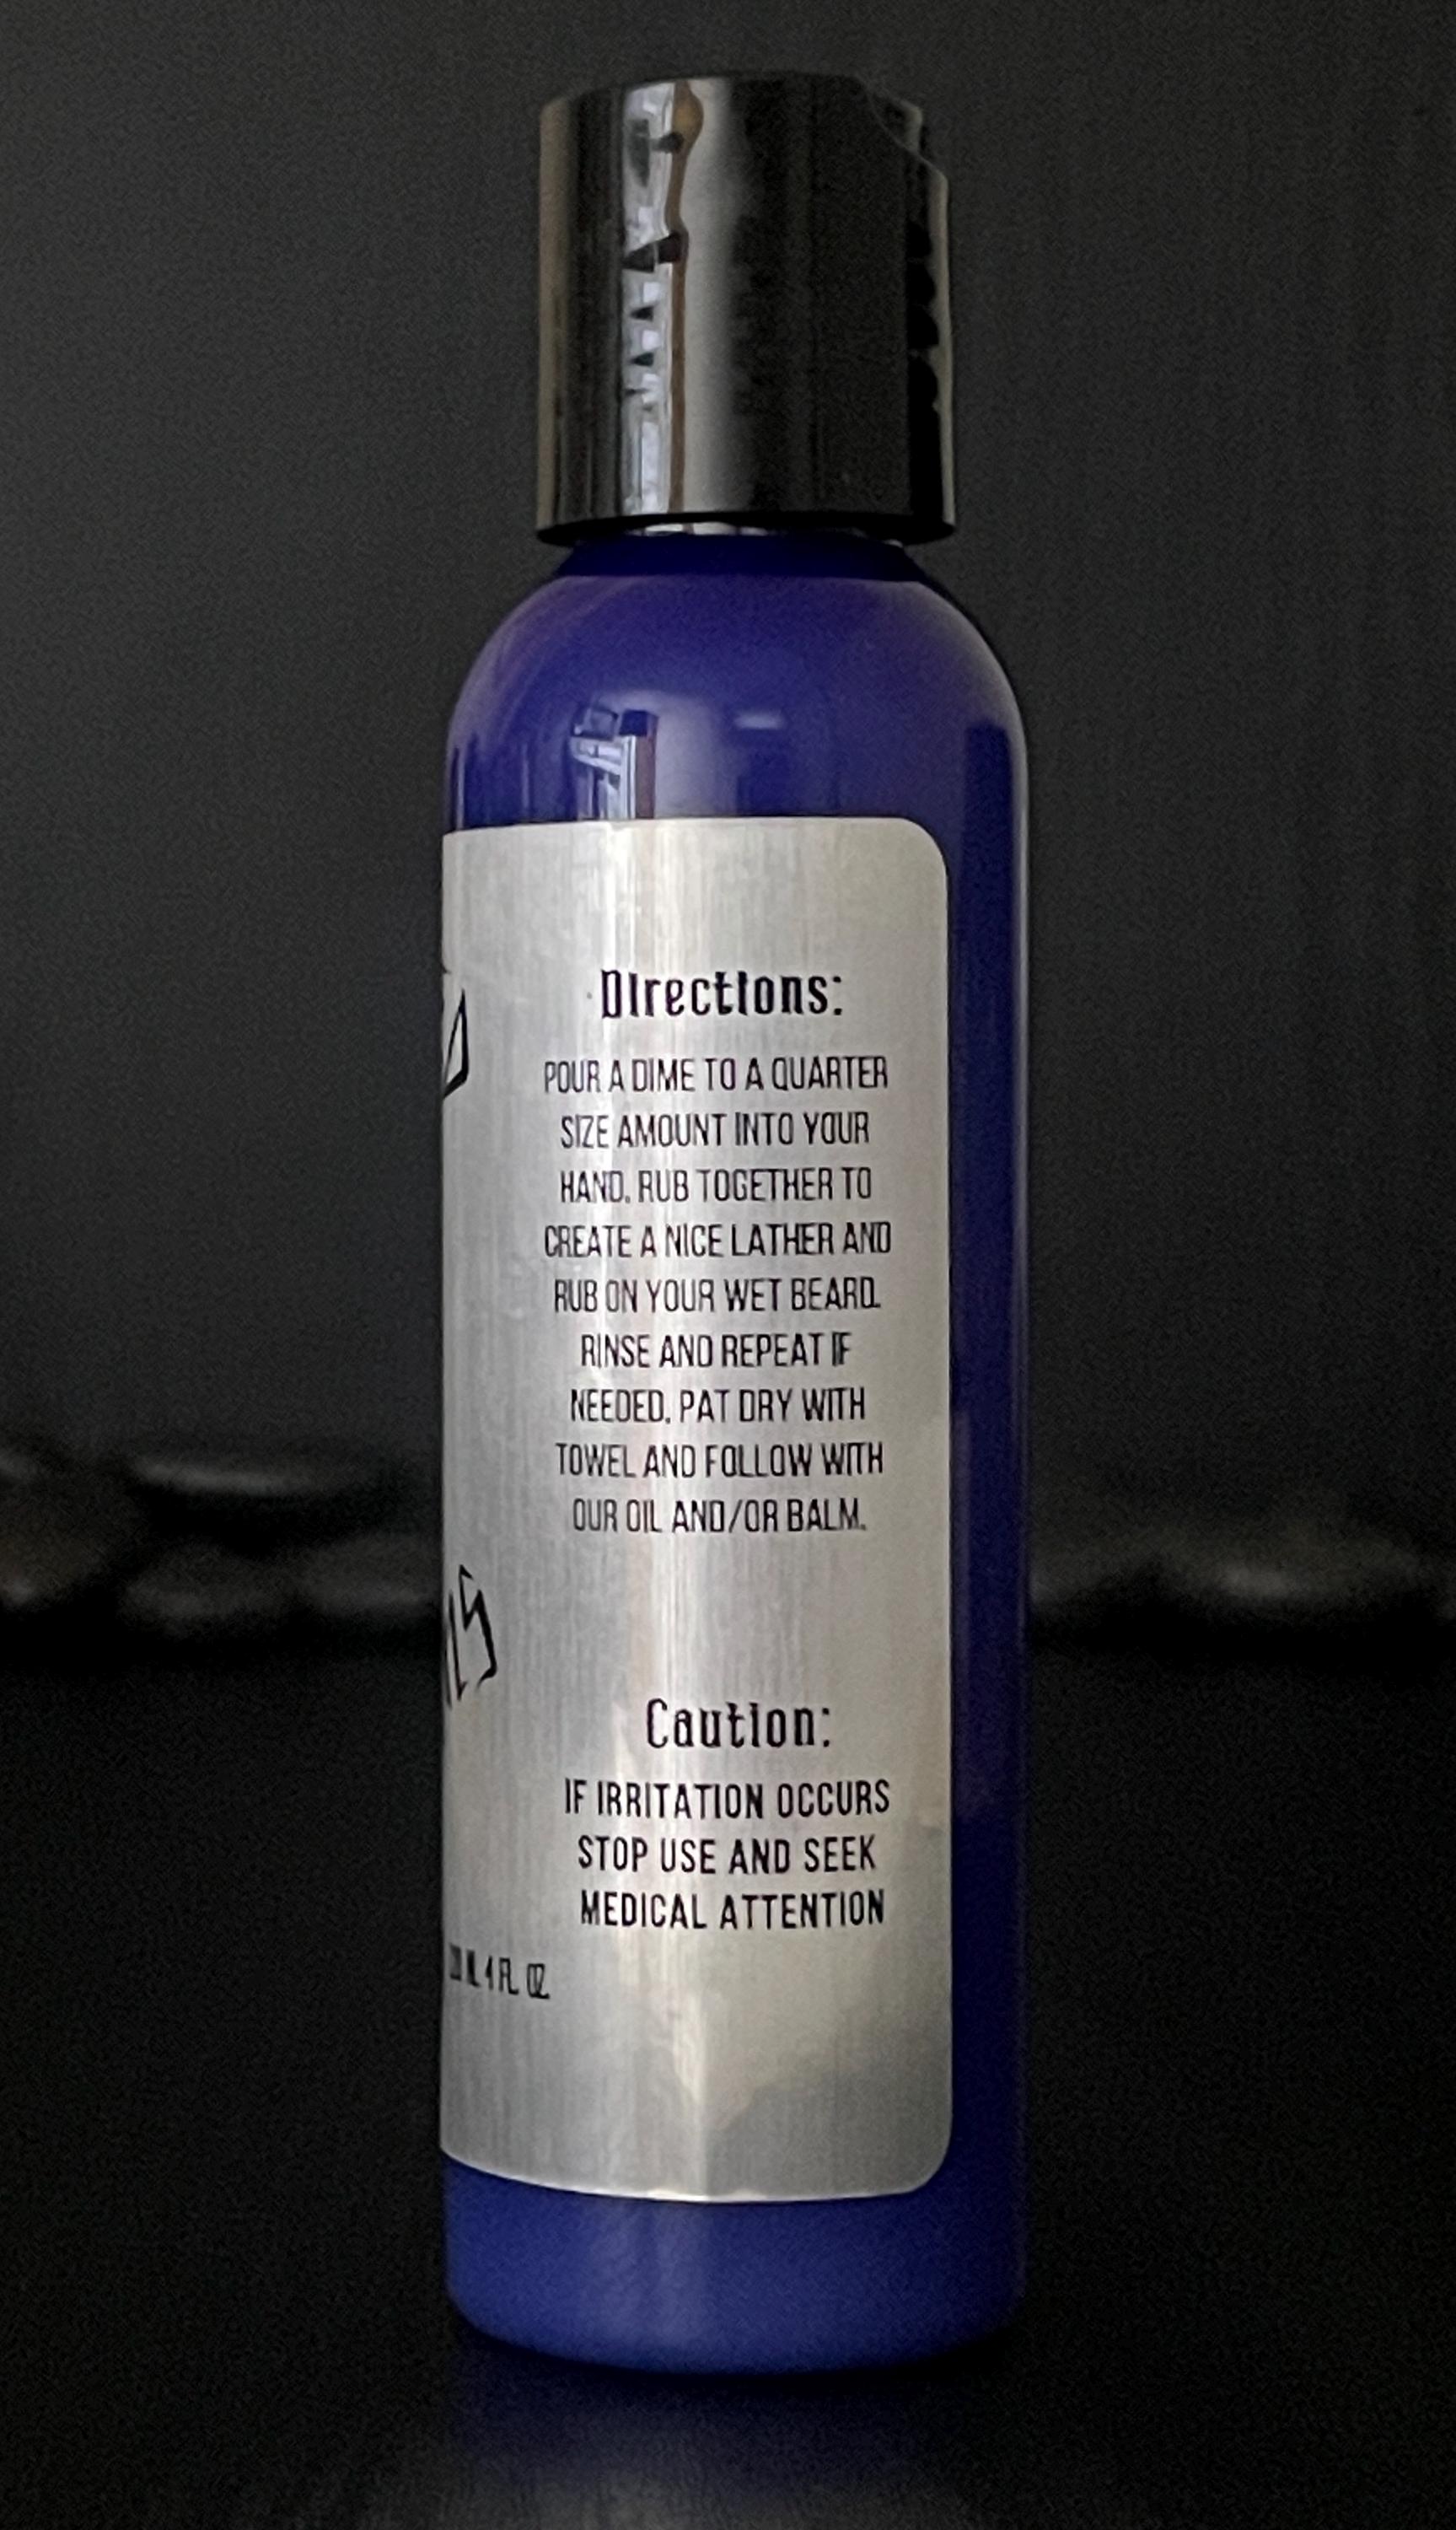 Directions:
POUR A DIME TO A QUARTER
SIZE AMOUNT INTO YOUR
HAND, RUB TOGETHER TO
CREATE A NICE LATHER AND
RUB ON YOUR WET BEARD.
RINSE AND REPEAT IF
NEEDED, PAT DRY WITH
TOWEL AND FOLLOW WITH
OUR OIL AND/OR BALM.
Caution:
IF IRRITATION OCCURS
STOP USE AND SEEK
MEDICAL ATTENTION
4 FL. OZ.